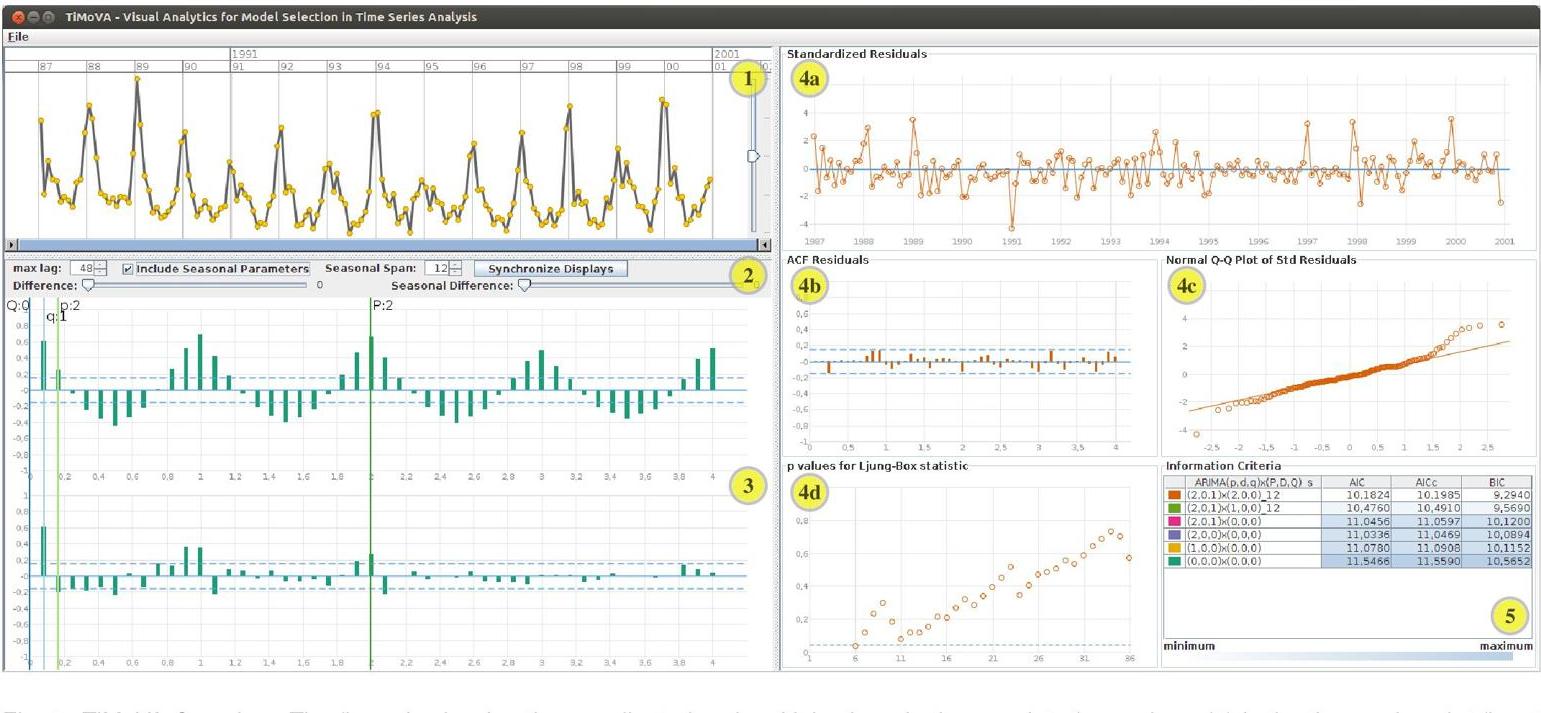 TiMoVA - Visual Analytics for Model Selection in Time Series Analysis
File
1991 2001
87 88 89 90 91 92 93 94 95 96 97 98 99 00 01
1
max lag: 48 Include Seasonal Parameters Seasonal Span: 12 Synchronize Displays
2
Difference: 0 Seasonal Difference: 0
Q:0 p:2 P:2
q:1
0.8
0,6
0,4
0,2
-0
-0,2
-0,4
-0,6
-0,8
-1
0 0,2 0,4 0,6 0,8 1 1,2 1,4 1,6 1,8 2 2,2 2,4 2,6 2,8 3 3,2 3,4 3,6 3,8 4
3
1
0,8
0,6
0,4
0,2
-0
-0,2
-0,4
-0,6
-0,8
-1
0 0,2 0,4 0,6 0,8 1 1,2 1,4 1,6 1,8 2 2,2 2,4 2,6 2,8 3 3,2 3,4 3,6 3,8 4
Standardized Residuals
4a
4
2
0
-2
-4
1987 1988 1989 1990 1991 1992 1993 1994 1995 1996 1997 1998 1999 2000 2001
ACF Residuals
4b
0,6
0,4
0,2
-0
-0,2
-0,4
-0,6
-0,8
-1
0 0,5 1 1,5 2 2,5 3 3,5 4
Normal Q-Q Plot of Std Residuals
4c
4
2
0
-2
-4
-2,5 -2 -1,5 -1 -0,5 0 0,5 1 1,5 2 2,5
p values for Ljung-Box statistic
4d
0,8
0,6
0,4
0,2
0
1 6 11 16 21 26 31 36
Information Criteria
ARIMA(p,d,q)x(P,D,Q)_s AIC AICc BIC
(2,0,1)x(2,0,0)_12 10,1824 10,1985 9,2940
(2,0,1)x(1,0,0)_12 10,4760 10,4910 9,5690
(2,0,1)x(0,0,0) 11,0456 11,0597 10,1200
(2,0,0)x(0,0,0) 11,0336 11,0469 10,0894
(1,0,0)x(0,0,0) 11,0780 11,0908 10,1152
(0,0,0)x(0,0,0) 11,5466 11,5590 10,5652
5
minimum maximum